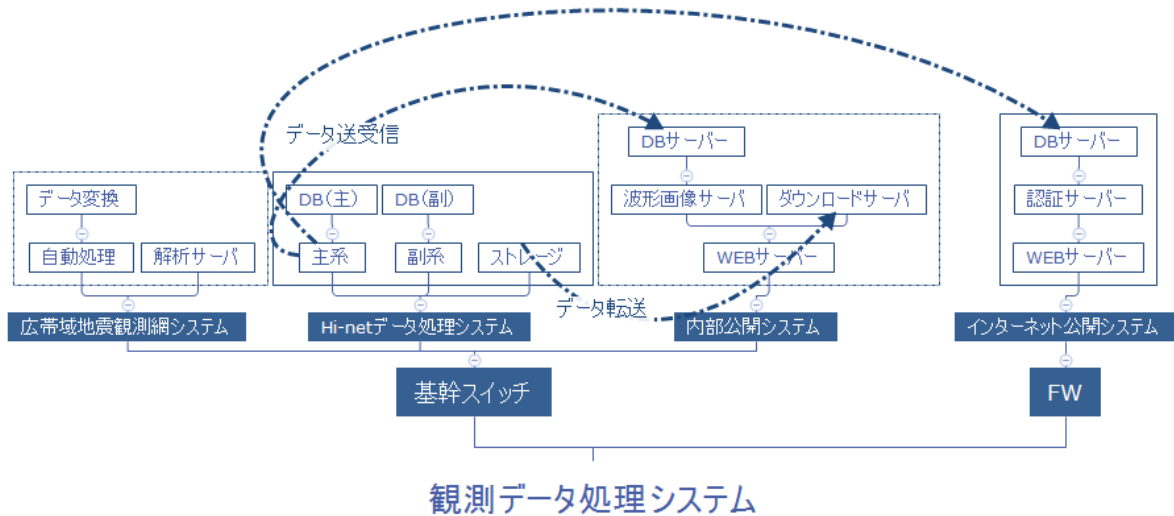 データ送受信
DBサーバー
DBサーバー
データ変換
DB(主)
DB(副)
波形画像サーバ
ダウンロードサーバ
認証サーバー
自動処理
解析サーバ
主系
副系
ストレージ
WEBサーバー
WEBサーバー
データ転送
広帯域地震観測網システム
Hi-netデータ処理システム
内部公開システム
インターネット公開システム
基幹スイッチ
FW
観測データ処理システム